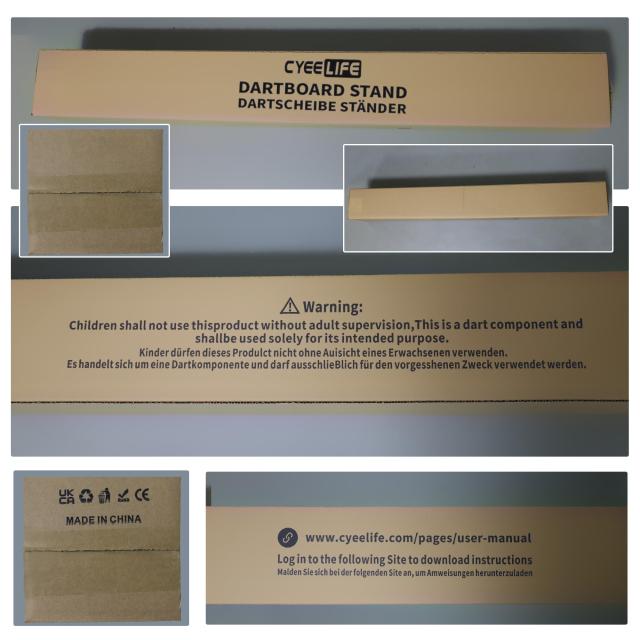 CYEELIFE
DARTBOARD STAND
DARTSCHEIBE STÄNDER
Warning:
Children shall not use thisproduct without adult supervision,This is a dart component and
shallbe used solely for its intended purpose.
Kinder dürfen dieses Produlct nicht ohne Auisicht eines Erwachsenen verwenden.
Es handelt sich um eine Dartkomponente und darf ausschlieBlich für den vorgesshenen Zweck verwendet werden.
UK
CA
CE
MADE IN CHINA
www.cyeelife.com/pages/user-manual
Log in to the following Site to download instructions
Malden Sie sich bei der folgenden Site an, um Amweisungen herunterzuladen